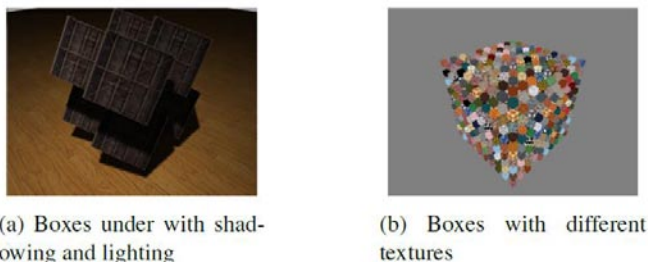 (a) Boxes under with shad-
owing and lighting
(b) Boxes with different
textures